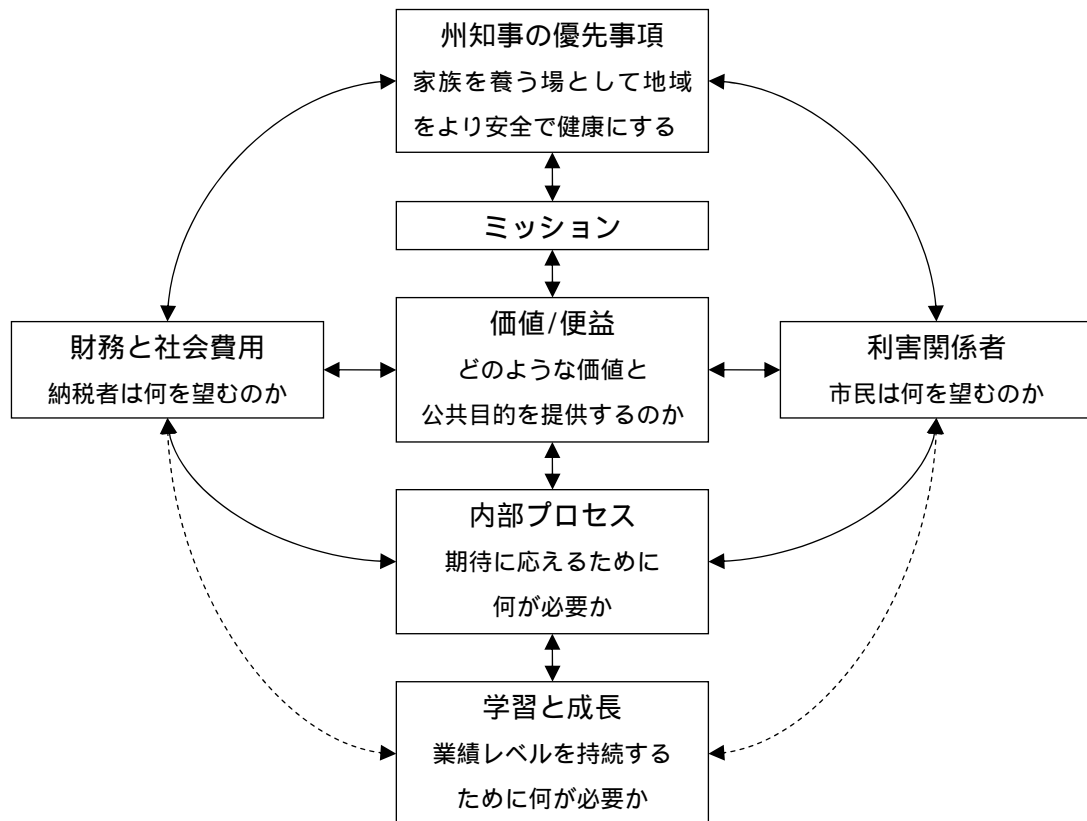 州知事の優先事項
家族を養う場として地域
をより安全で健康にする
ミッション
財務と社会費用
納税者は何を望むのか
価値/便益
どのような価値と
公共目的を提供するのか
利害関係者
市民は何を望むのか
内部プロセス
期待に応えるために
何が必要か
学習と成長
業績レベルを持続する
ために何が必要か